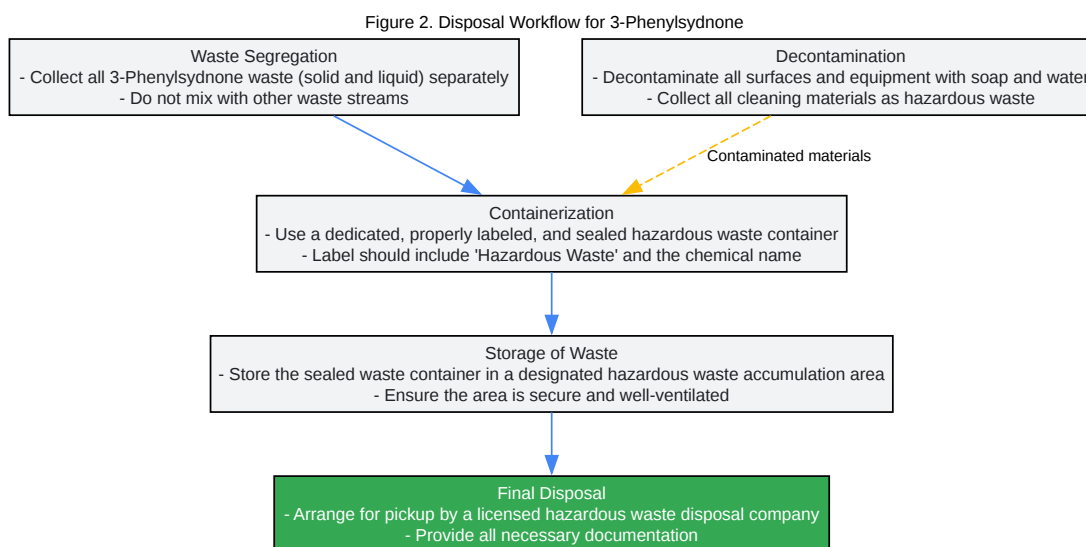 Figure 2. Disposal Workflow for 3-Phenylsydnone
Waste Segregation
- Collect all 3-Phenylsydnone waste (solid and liquid) separately
- Do not mix with other waste streams
Decontamination
- Decontaminate all surfaces and equipment with soap and water
- Collect all cleaning materials as hazardous waste
Contaminated materials
Containerization
- Use a dedicated, properly labeled, and sealed hazardous waste container
- Label should include 'Hazardous Waste' and the chemical name
Storage of Waste
- Store the sealed waste container in a designated hazardous waste accumulation area
- Ensure the area is secure and well-ventilated
Final Disposal
- Arrange for pickup by a licensed hazardous waste disposal company
- Provide all necessary documentation